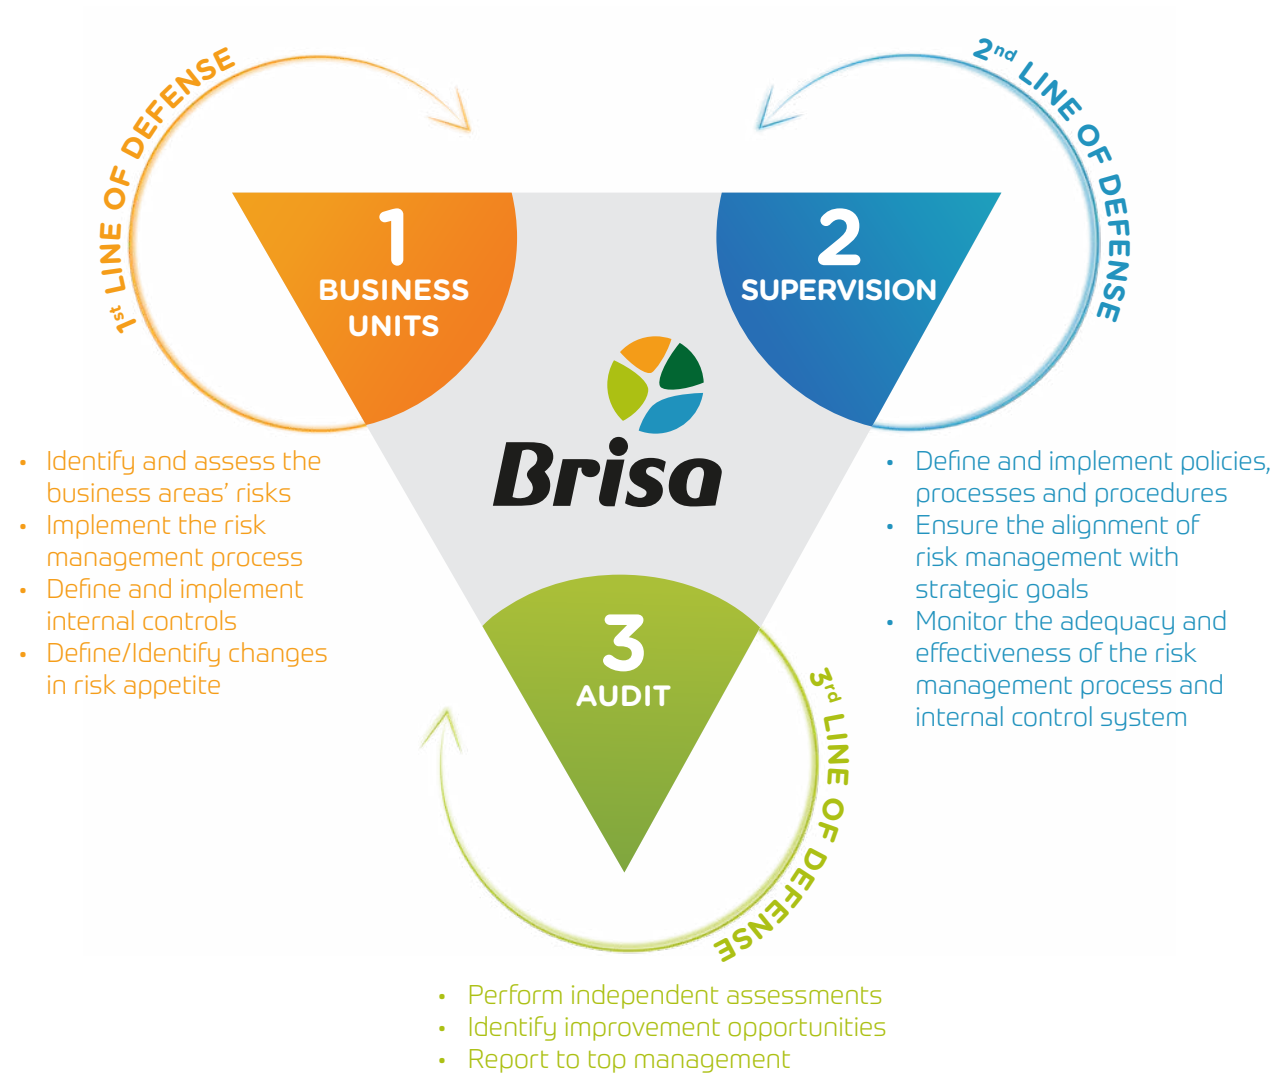 1st LINE OF DEFENSE
1
BUSINESS
UNITS
• Identify and assess the
business areas’ risks
• Implement the risk
management process
• Define and implement
internal controls
• Define/Identify changes
in risk appetite
2nd LINE OF DEFENSE
2
SUPERVISION
• Define and implement policies,
processes and procedures
• Ensure the alignment of
risk management with
strategic goals
• Monitor the adequacy and
effectiveness of the risk
management process and
internal control system
Brisa
3
AUDIT
3rd LINE OF DEFENSE
• Perform independent assessments
• Identify improvement opportunities
• Report to top management